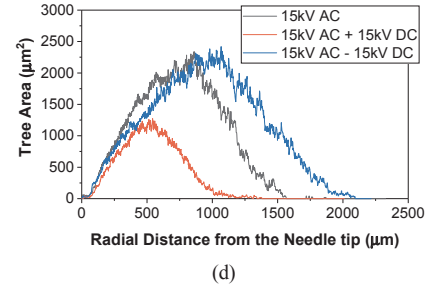 3000
2500
2000
1500
1000
500
0
Tree Area (μm²)
15kV AC
15kV AC + 15kV DC
15kV AC - 15kV DC
0 500 1000 1500 2000 2500
Radial Distance from the Needle tip (μm)
(d)